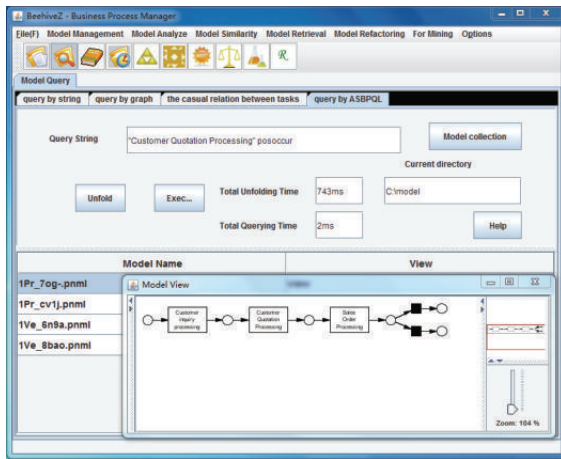 BeehiveZ - Business Process Manager
File(F) Model Management Model Analyze Model Similarity Model Retrieval Model Refactoring For Mining Options
R
Model Query
query by string query by graph the casual relation between tasks query by ASBPQL
Query String
"Customer Quotation Processing" posoccur
Model collection
Current directory
Unfold
Exec...
Total Unfolding Time
743ms
C:\model
Total Querying Time
2ms
Help
Model Name View
1Pr_7og-.pnml
Model View
1Pr_cv1j.pnml
1Ve_6n9a.pnml
1Ve_8bao.pnml
Customer
inquiry
processing
Customer
Quotation
Processing
Sales
Order
Processing
Zoom: 104 %